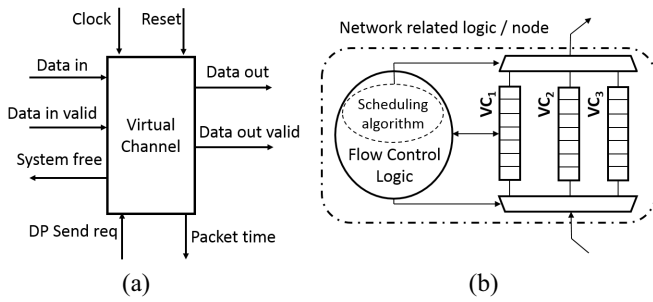 Clock
Reset
Data in
Data out
Data in valid
Virtual
Channel
Data out valid
System free
DP Send req
Packet time
(a)
Network related logic / node
Scheduling
algorithm
Flow Control
Logic
VC1
VC2
VC3
(b)